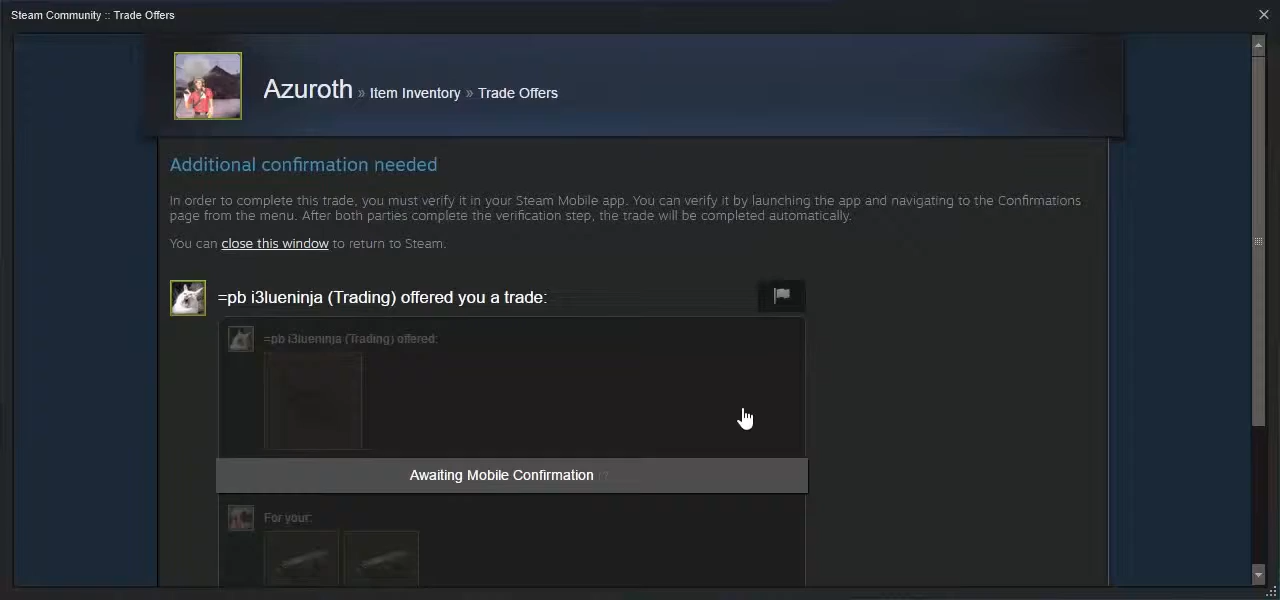 Steam Community :: Trade Offers
Azuroth » Item Inventory » Trade Offers
Additional confirmation needed
In order to complete this trade, you must verify it in your Steam Mobile app. You can verify it by launching the app and navigating to the Confirmations
page from the menu. After both parties complete the verification step, the trade will be completed automatically.
You can close this window to return to Steam.
=pb i3lueninja (Trading) offered you a trade:
=pb i3lueninja (Trading) offered:
Awaiting Mobile Confirmation
For your: